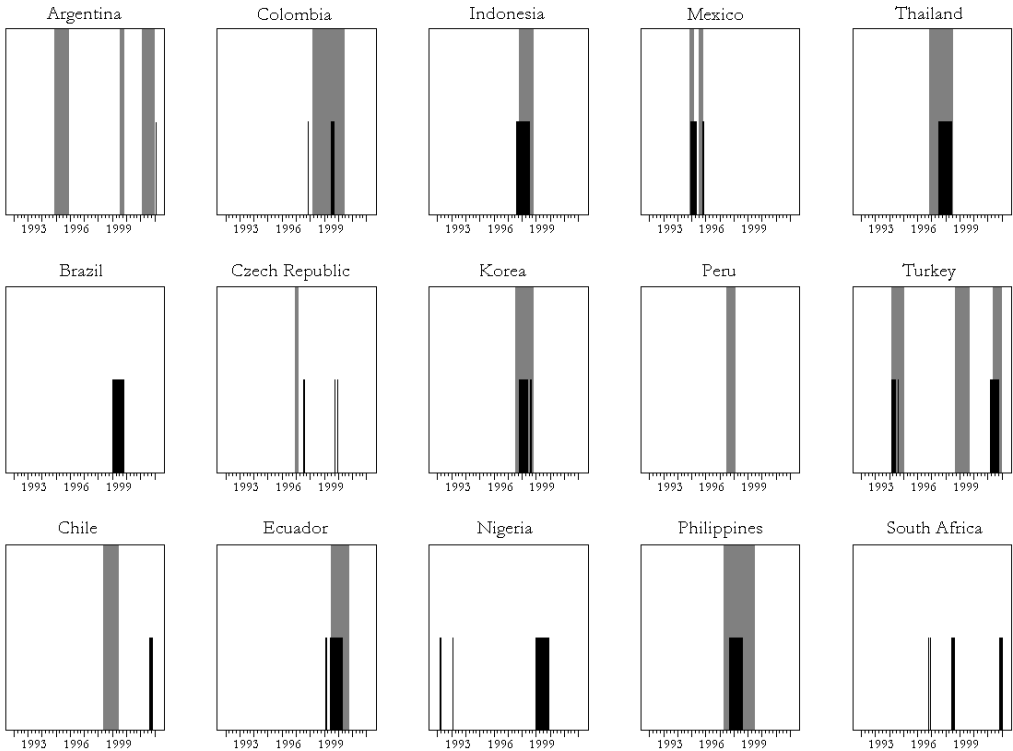 Argentina Colombia Indonesia Mexico Thailand
1993 1996 1999 1993 1996 1999 1993 1996 1999 1993 1996 1999 1993 1996 1999
Brazil Czech Republic Korea Peru Turkey
1993 1996 1999 1993 1996 1999 1993 1996 1999 1993 1996 1999 1993 1996 1999
Chile Ecuador Nigeria Philippines South Africa
1993 1996 1999 1993 1996 1999 1993 1996 1999 1993 1996 1999 1993 1996 1999